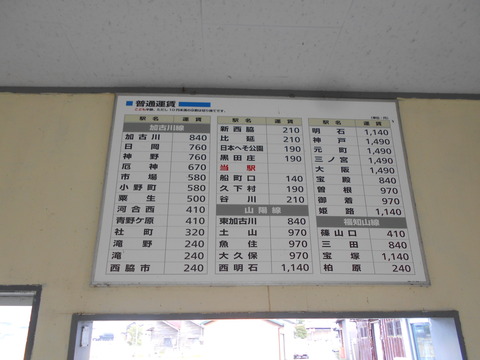 普通運賃
駅名 運賃
加古川線
加古川 840
日岡 760
神野 760
厄神 670
市場 580
小野町 580
粟生 500
河合西 410
青野ケ原 410
社町 320
滝野 240
滝 240
西脇市 240
駅名 運賃
新西脇 210
比延 210
日本へそ公園 190
黒田庄 190
当駅
船町口 140
久下村 190
谷川 210
山陽線
東加古川 840
土山 970
魚住 970
大久保 970
西明石 1,140
駅名 運賃
明石 1,140
神戸 1,490
元町 1,490
三ノ宮 1,490
大阪 1,490
宝殿 840
曽根 970
御着 970
姫路 1,140
福知山線
篠山口 410
三田 840
宝塚 1,140
柏原 240